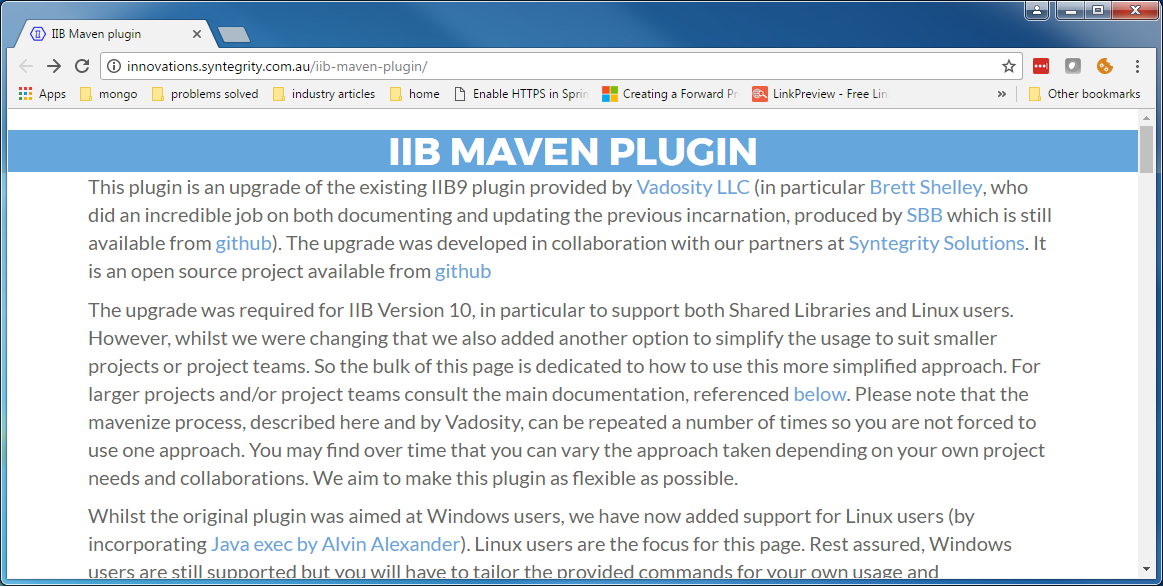 IIB Maven plugin
innovations.syntegrity.com.au/iib-maven-plugin/
Apps mongo problems solved industry articles home Enable HTTPS in Sprin Creating a Forward Pr LinkPreview - Free Lin » Other bookmarks
IIB MAVEN PLUGIN
This plugin is an upgrade of the existing IIB9 plugin provided by Vadosity LLC (in particular Brett Shelley, who
did an incredible job on both documenting and updating the previous incarnation, produced by SBB which is still
available from github). The upgrade was developed in collaboration with our partners at Syntegrity Solutions. It
is an open source project available from github
The upgrade was required for IIB Version 10, in particular to support both Shared Libraries and Linux users.
However, whilst we were changing that we also added another option to simplify the usage to suit smaller
projects or project teams. So the bulk of this page is dedicated to how to use this more simplified approach. For
larger projects and/or project teams consult the main documentation, referenced below. Please note that the
mavenize process, described here and by Vadosity, can be repeated a number of times so you are not forced to
use one approach. You may find over time that you can vary the approach taken depending on your own project
needs and collaborations. We aim to make this plugin as flexible as possible.
Whilst the original plugin was aimed at Windows users, we have now added support for Linux users (by
incorporating Java exec by Alvin Alexander). Linux users are the focus for this page. Rest assured, Windows
users are still supported but you will have to tailor the provided commands for your own usage and